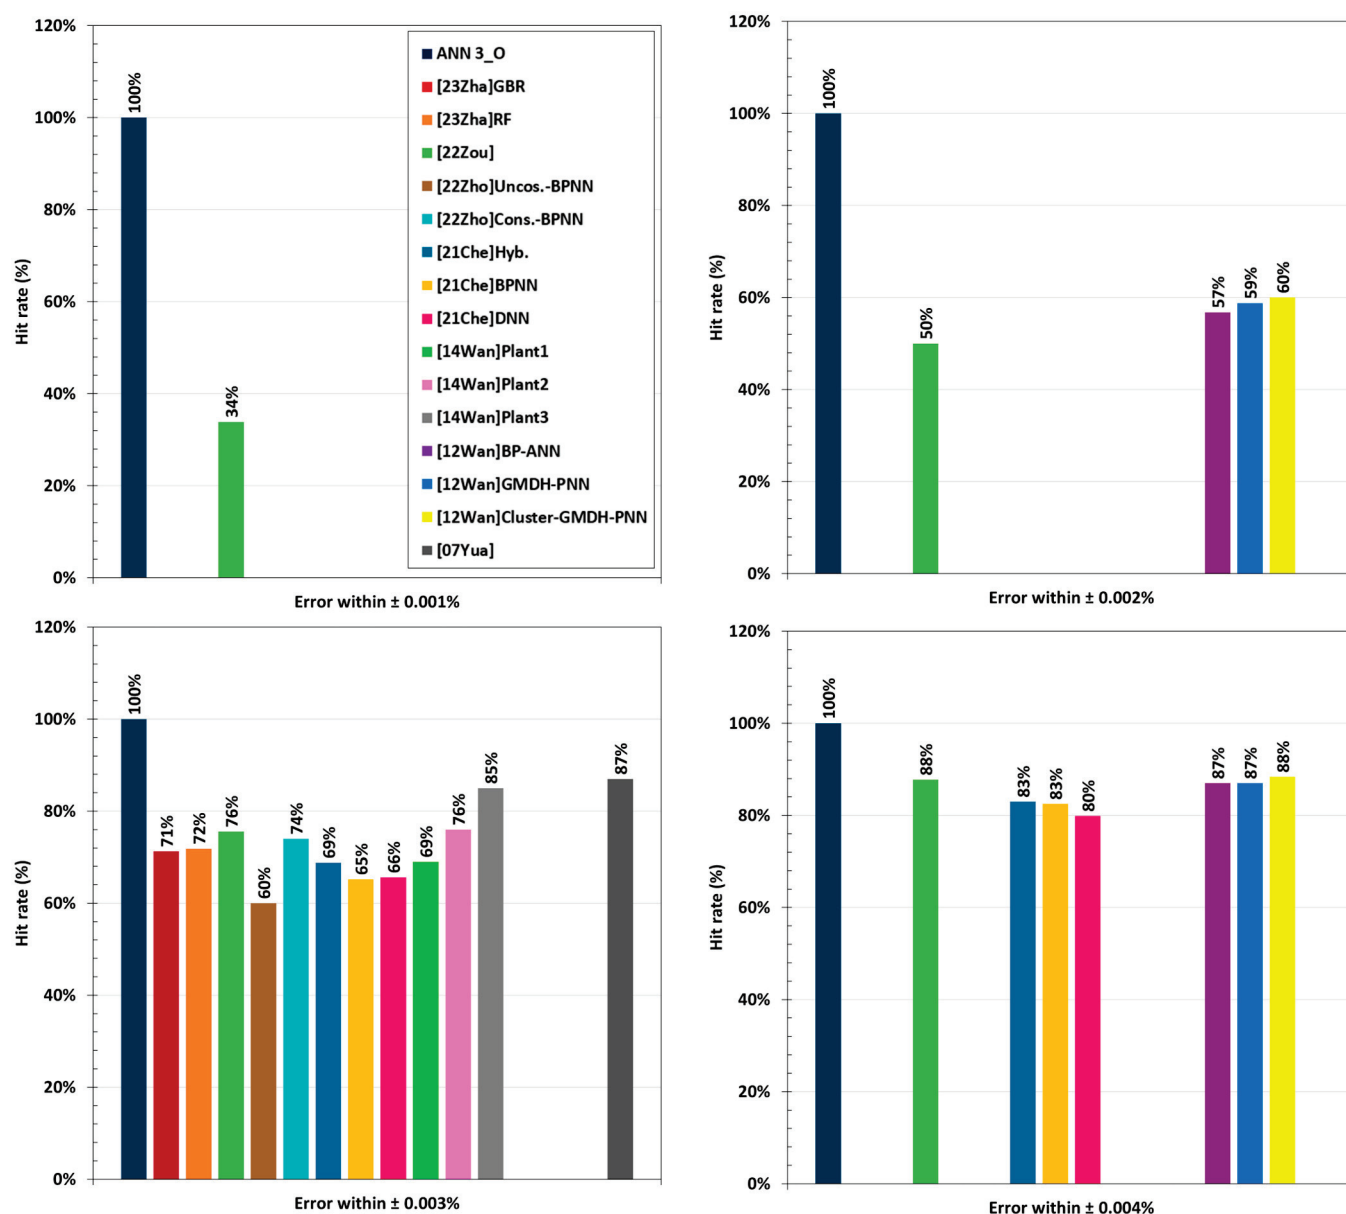 120%
100%
80%
60%
40%
20%
0%
Hit rate (%)
100%
34%
ANN 3_O
[23Zha]GBR
[23Zha]RF
[22Zou]
[22Zho]Uncos.-BPNN
[22Zho]Cons.-BPNN
[21Che]Hyb.
[21Che]BPNN
[21Che]DNN
[14Wan]Plant1
[14Wan]Plant2
[14Wan]Plant3
[12Wan]BP-ANN
[12Wan]GMDH-PNN
[12Wan]Cluster-GMDH-PNN
[07Yua]
Error within ± 0.001%
120%
100%
80%
60%
40%
20%
0%
Hit rate (%)
100%
50%
57%
59%
60%
Error within ± 0.002%
120%
100%
80%
60%
40%
20%
0%
Hit rate (%)
100%
71%
72%
76%
60%
74%
69%
65%
66%
69%
76%
85%
87%
Error within ± 0.003%
120%
100%
80%
60%
40%
20%
0%
Hit rate (%)
100%
88%
83%
83%
80%
87%
87%
88%
Error within ± 0.004%